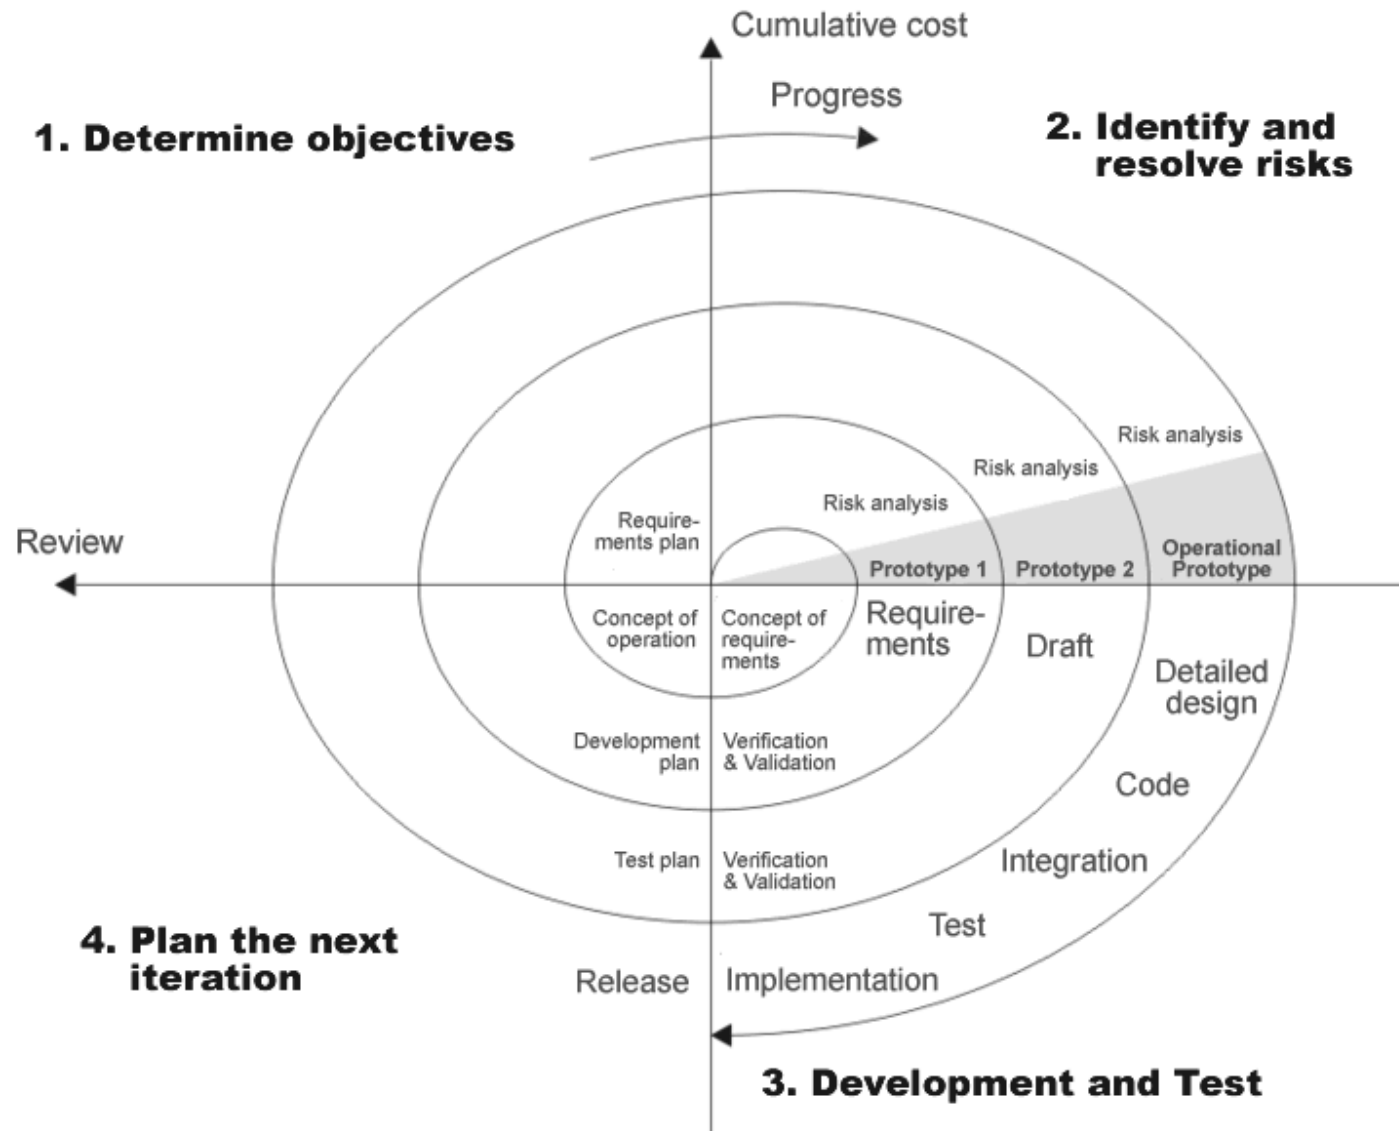 Cumulative cost
Progress
1. Determine objectives
2. Identify and
resolve risks
Risk analysis
Risk analysis
Risk analysis
Require-
ments plan
Review
Operational
Prototype
Prototype 1
Prototype 2
Concept of
operation
Concept of
require-
ments
Require-
ments
Draft
Detailed
design
Development
plan
Verification
& Validation
Code
Test plan
Verification
& Validation
Integration
Test
4. Plan the next
iteration
Release
Implementation
3. Development and Test